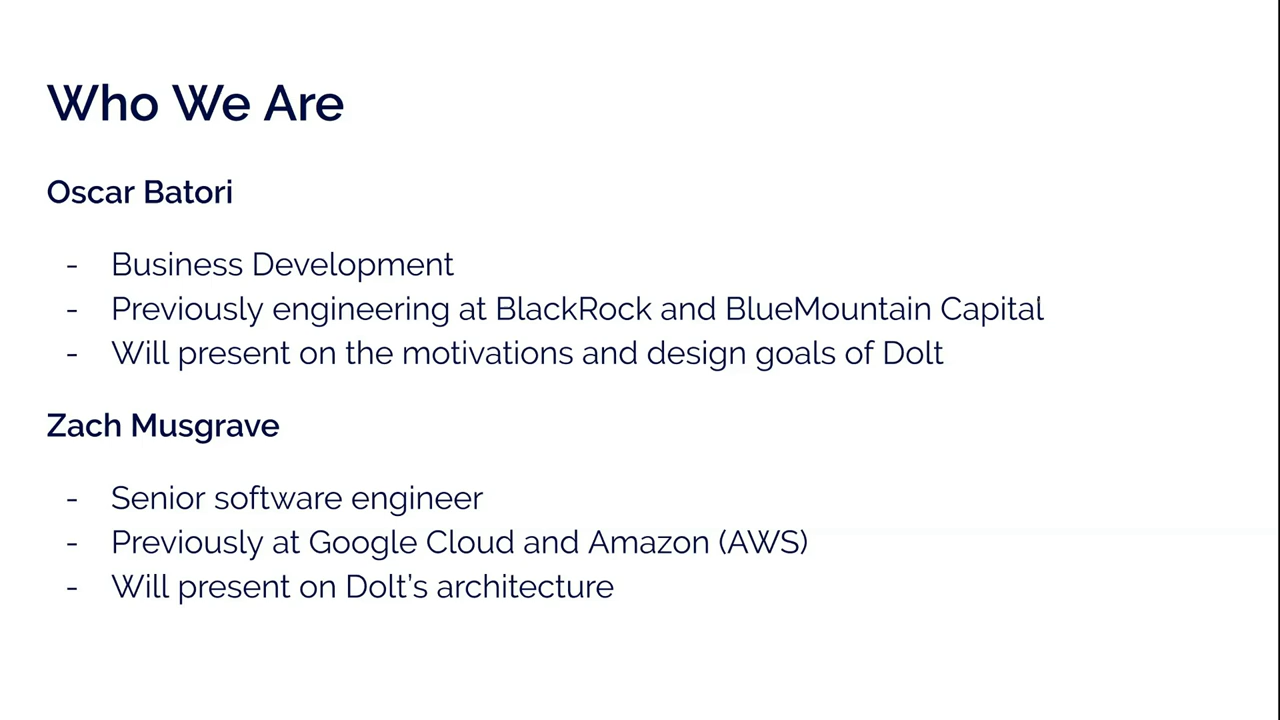 Who We Are
Oscar Batori
- Business Development
- Previously engineering at BlackRock and BlueMountain Capital
- Will present on the motivations and design goals of Dolt
Zach Musgrave
- Senior software engineer
- Previously at Google Cloud and Amazon (AWS)
- Will present on Dolt’s architecture